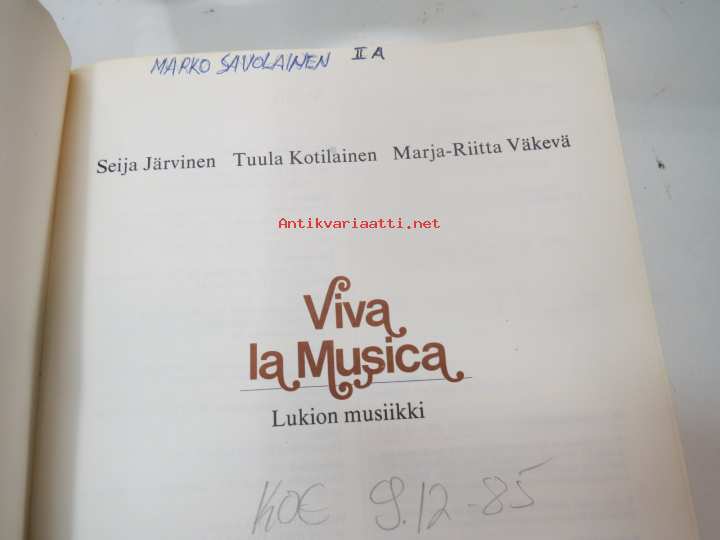 MARKO SAVOLAINEN II A
Seija Järvinen Tuula Kotilainen Marja-Riitta Väkevä
Antikvariaatti.net
Viva
la Musica
Lukion musiikki
KOE 9.12-85